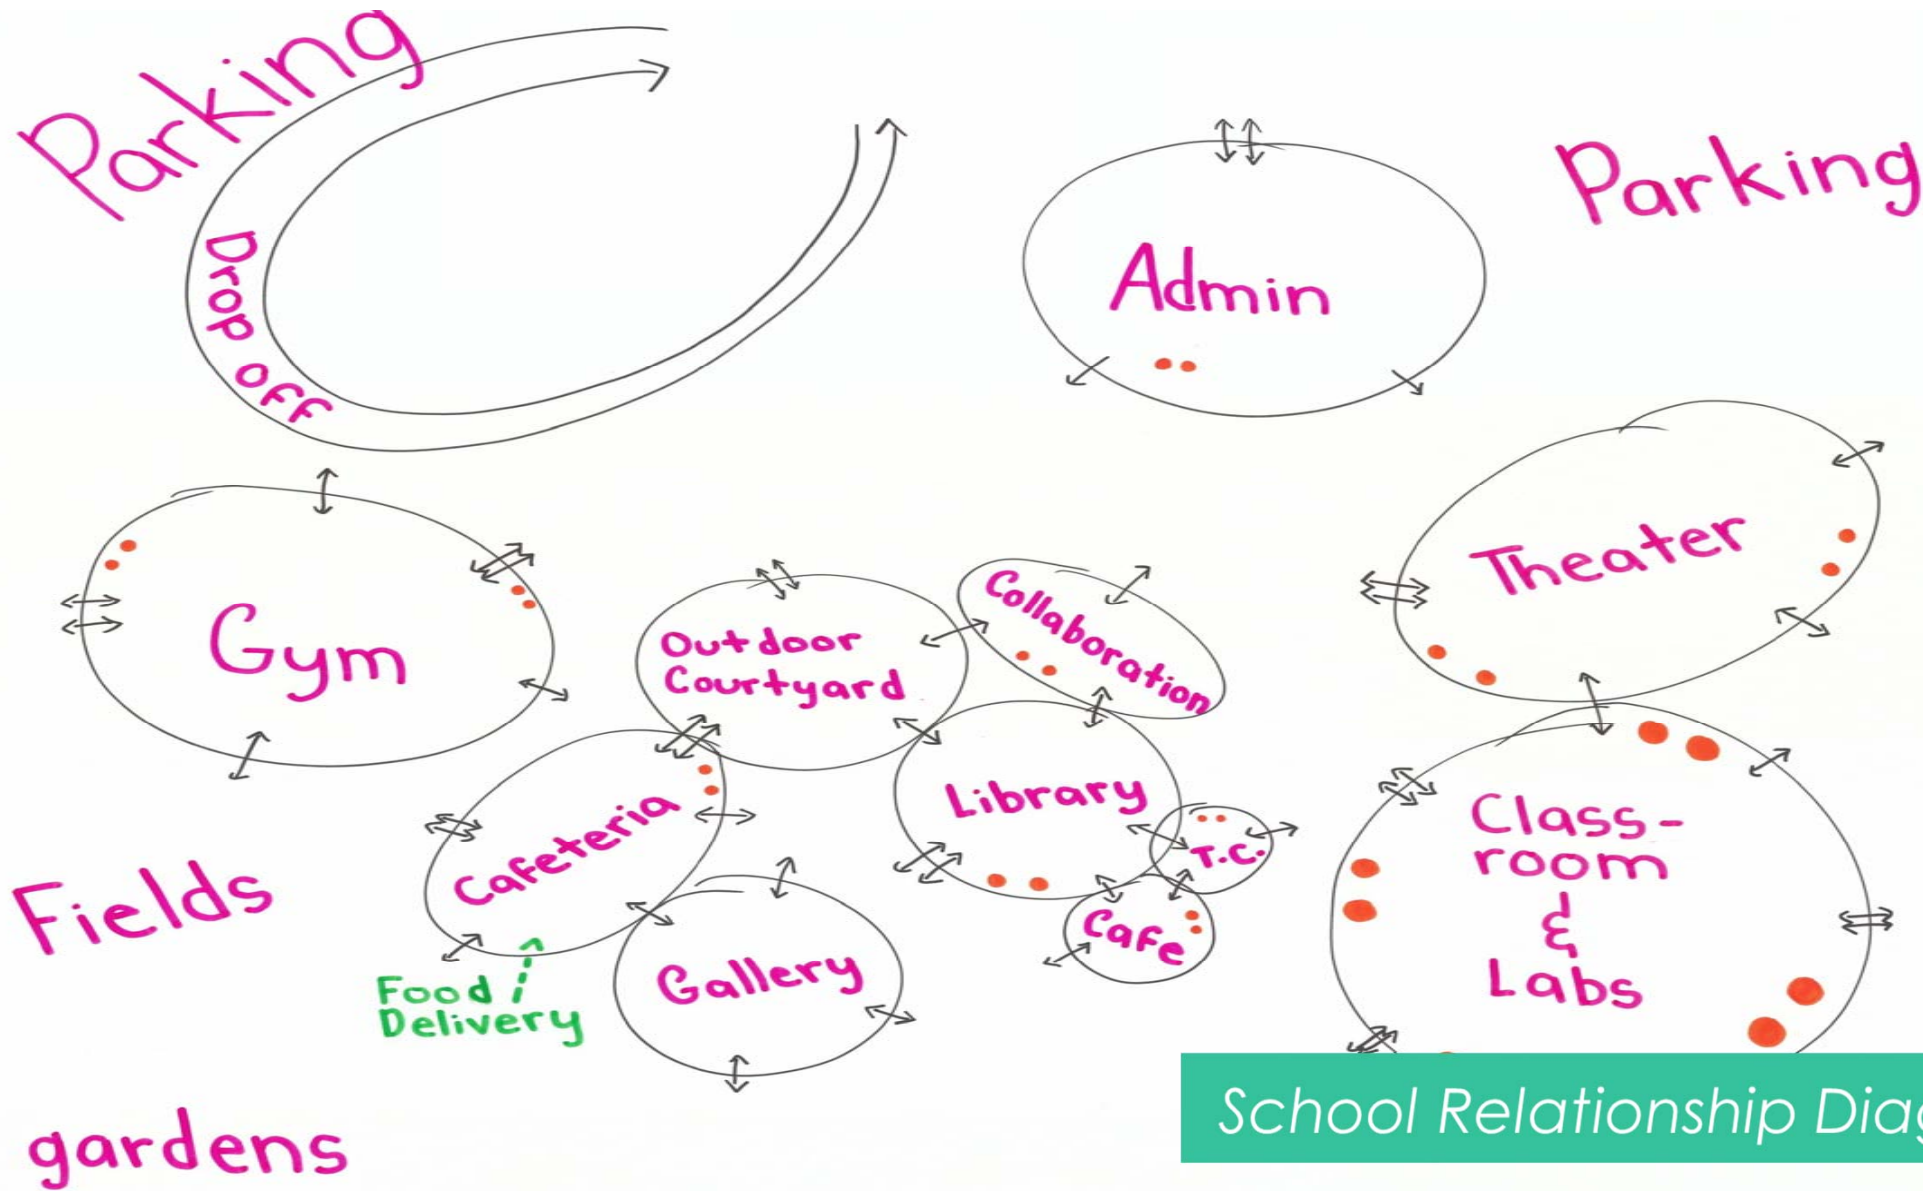 Parking
Drop off
Admin
Parking
Theater
Gym
Outdoor
Courtyard
Collaboration
Library
T.C.
Cafe
Cafeteria
Class-
room
&
Labs
Fields
Gallery
Food
Delivery
gardens
School Relationship Diag